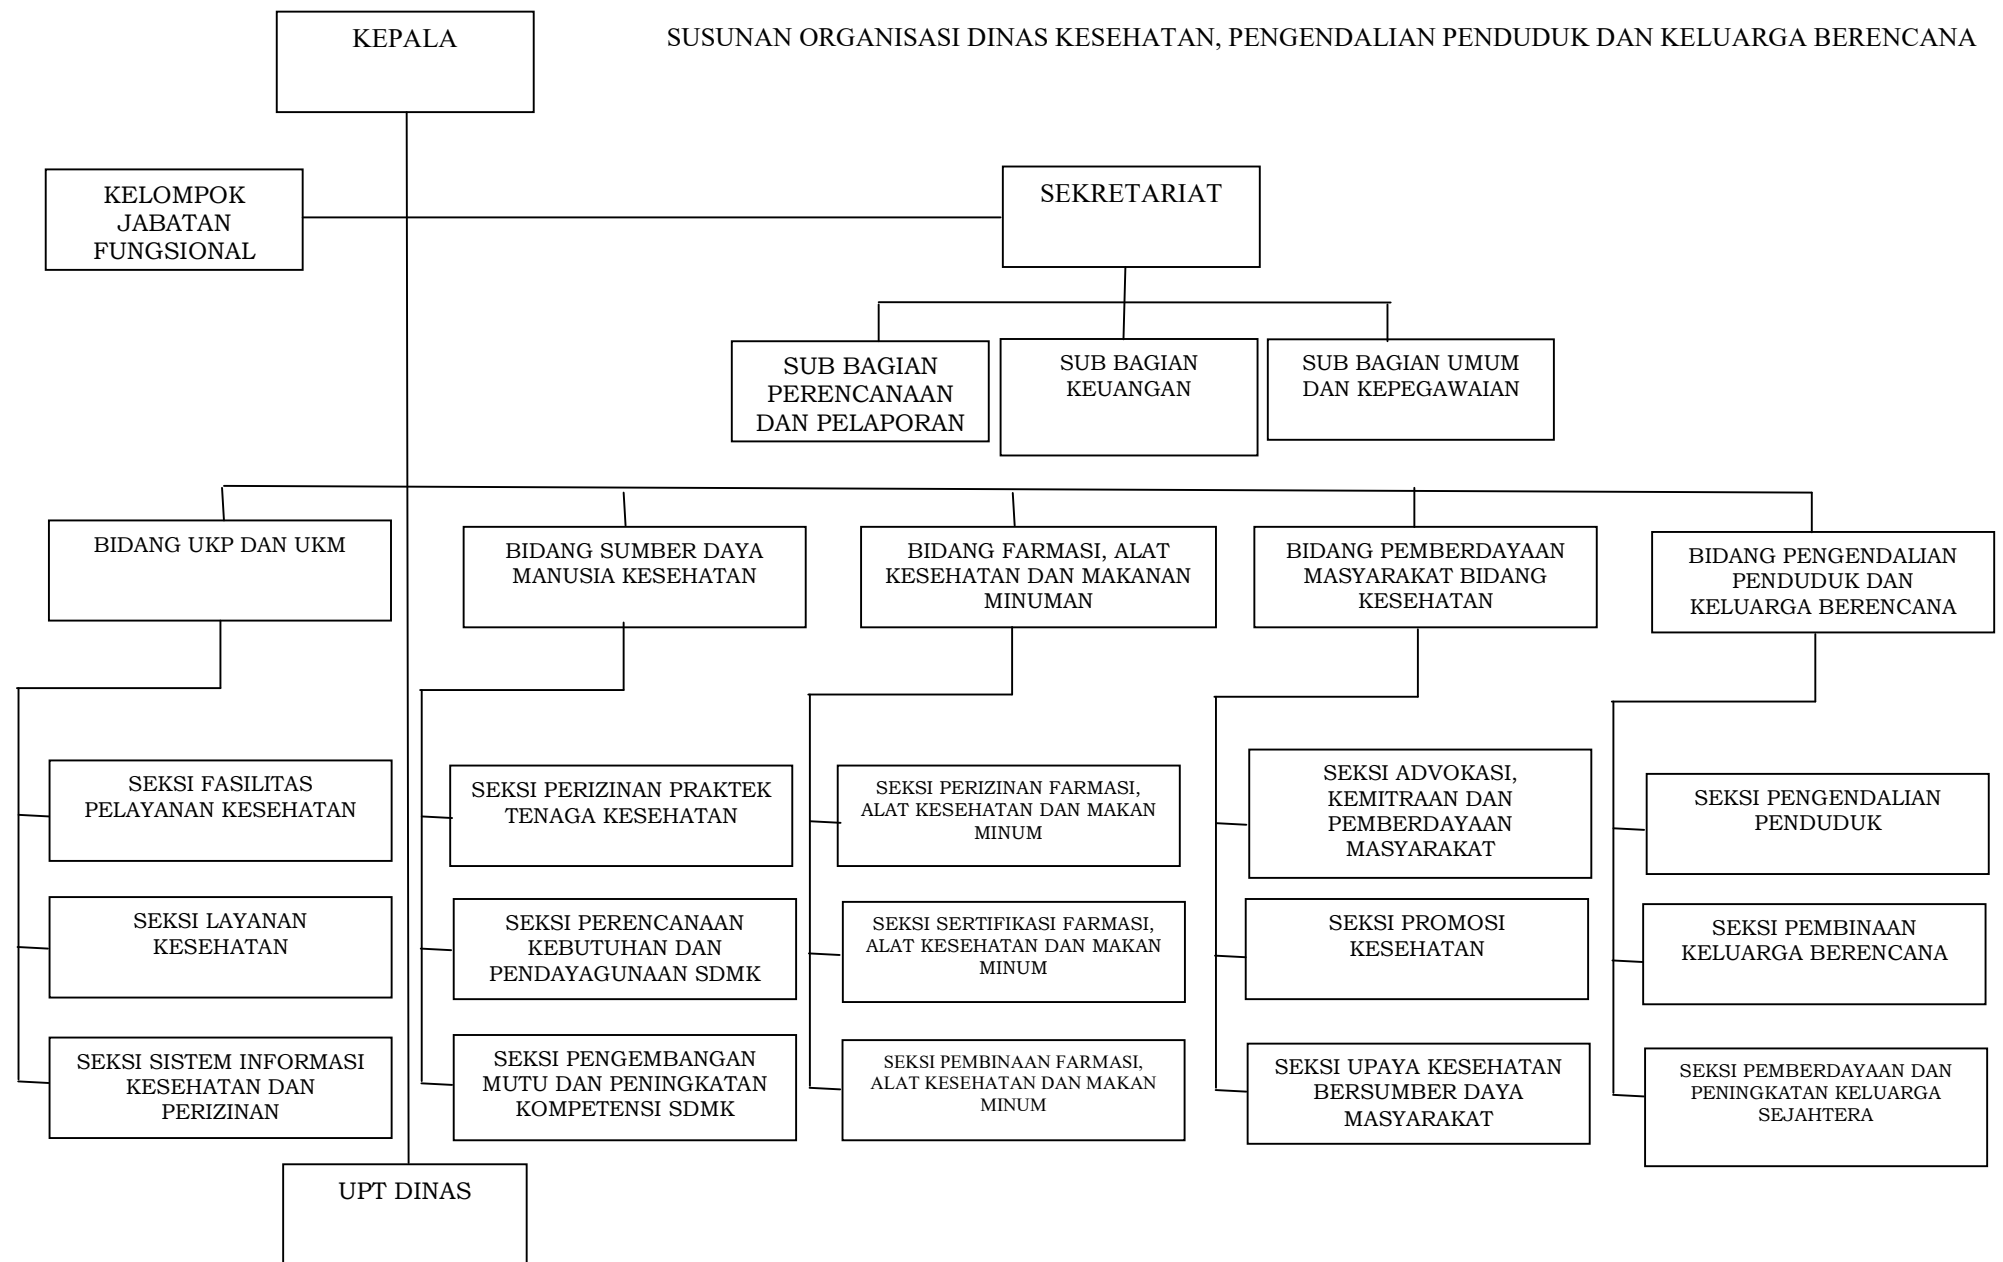 KEPALA
SUSUNAN ORGANISASI DINAS KESEHATAN, PENGENDALIAN PENDUDUK DAN KELUARGA BERENCANA
KELOMPOK
JABATAN
FUNGSIONAL
SEKRETARIAT
SUB BAGIAN
PERENCANAAN
DAN PELAPORAN
SUB BAGIAN
KEUANGAN
SUB BAGIAN UMUM
DAN KEPEGAWAIAN
BIDANG UKP DAN UKM
BIDANG SUMBER DAYA
MANUSIA KESEHATAN
BIDANG FARMASI, ALAT
KESEHATAN DAN MAKANAN
MINUMAN
BIDANG PEMBERDAYAAN
MASYARAKAT BIDANG
KESEHATAN
BIDANG PENGENDALIAN
PENDUDUK DAN
KELUARGA BERENCANA
SEKSI FASILITAS
PELAYANAN KESEHATAN
SEKSI PERIZINAN PRAKTEK
TENAGA KESEHATAN
SEKSI PERIZINAN FARMASI,
ALAT KESEHATAN DAN MAKAN
MINUM
SEKSI ADVOKASI,
KEMITRAAN DAN
PEMBERDAYAAN
MASYARAKAT
SEKSI PENGENDALIAN
PENDUDUK
SEKSI LAYANAN
KESEHATAN
SEKSI PERENCANAAN
KEBUTUHAN DAN
PENDAYAGUNAAN SDMK
SEKSI SERTIFIKASI FARMASI,
ALAT KESEHATAN DAN MAKAN
MINUM
SEKSI PROMOSI
KESEHATAN
SEKSI PEMBINAAN
KELUARGA BERENCANA
SEKSI SISTEM INFORMASI
KESEHATAN DAN
PERIZINAN
SEKSI PENGEMBANGAN
MUTU DAN PENINGKATAN
KOMPETENSI SDMK
SEKSI PEMBINAAN FARMASI,
ALAT KESEHATAN DAN MAKAN
MINUM
SEKSI UPAYA KESEHATAN
BERSUMBER DAYA
MASYARAKAT
SEKSI PEMBERDAYAAN DAN
PENINGKATAN KELUARGA
SEJAHTERA
UPT DINAS